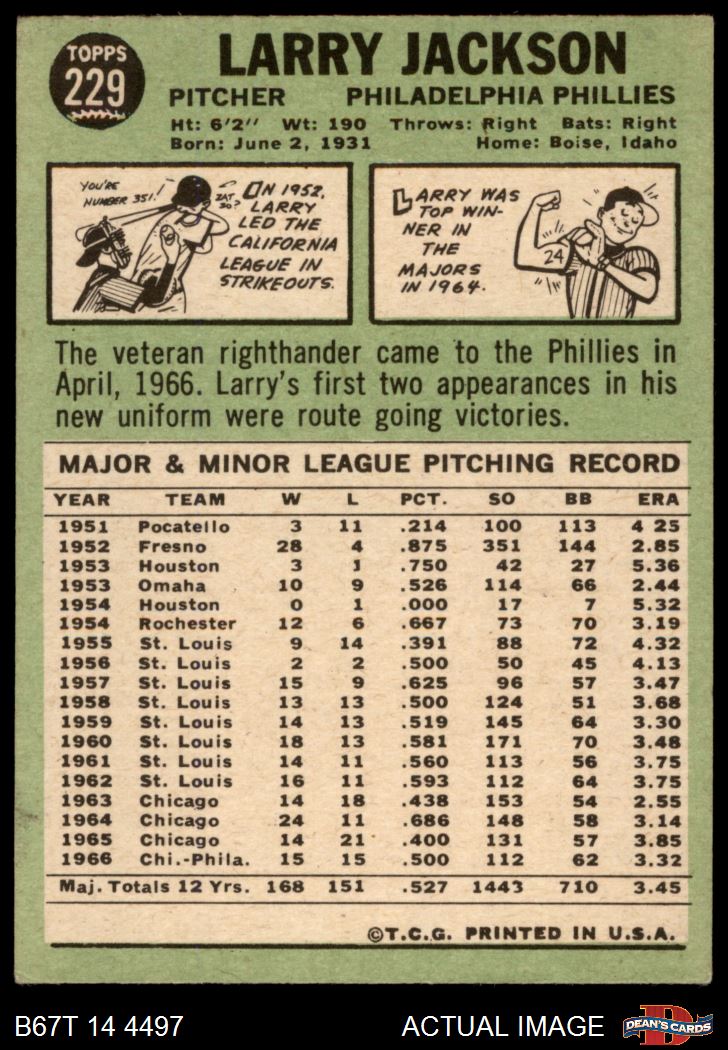 TOPPS
229
LARRY JACKSON
PITCHER PHILADELPHIA PHILLIES
Ht: 6'2" Wt: 190 Throws: Right Bats: Right
Born: June 2, 1931 Home: Boise, Idaho
YOU'RE
NUMBER 351!
ZAT
SO?
ON 1952,
LARRY
LED THE
CALIFORNIA
LEAGUE IN
STRIKEOUTS.
LARRY WAS
TOP WIN-
NER IN
THE
MAJORS
IN 1964.
24
The veteran righthander came to the Phillies in
April, 1966. Larry's first two appearances in his
new uniform were route going victories.
MAJOR & MINOR LEAGUE PITCHING RECORD
YEAR TEAM W L PCT. SO BB ERA
1951 Pocatello 3 11 .214 100 113 4 25
1952 Fresno 28 4 .875 351 144 2.85
1953 Houston 3 1 .750 42 27 5.36
1953 Omaha 10 9 .526 114 66 2.44
1954 Houston 0 1 .000 17 7 5.32
1954 Rochester 12 6 .667 73 70 3.19
1955 St. Louis 9 14 .391 88 72 4.32
1956 St. Louis 2 2 .500 50 45 4.13
1957 St. Louis 15 9 .625 96 57 3.47
1958 St. Louis 13 13 .500 124 51 3.68
1959 St. Louis 14 13 .519 145 64 3.30
1960 St. Louis 18 13 .581 171 70 3.48
1961 St. Louis 14 11 .560 113 56 3.75
1962 St. Louis 16 11 .593 112 64 3.75
1963 Chicago 14 18 .438 153 54 2.55
1964 Chicago 24 11 .686 148 58 3.14
1965 Chicago 14 21 .400 131 57 3.85
1966 Chi.-Phila. 15 15 .500 112 62 3.32
Maj. Totals 12 Yrs. 168 151 .527 1443 710 3.45
©T.C.G. PRINTED IN U.S.A.
B67T 14 4497 ACTUAL IMAGE
D
DEAN'S CARDS